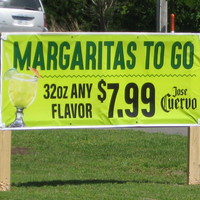 MARGARITAS TO GO
32oz ANY
FLAVOR
$7.99
Jose
Cuervo